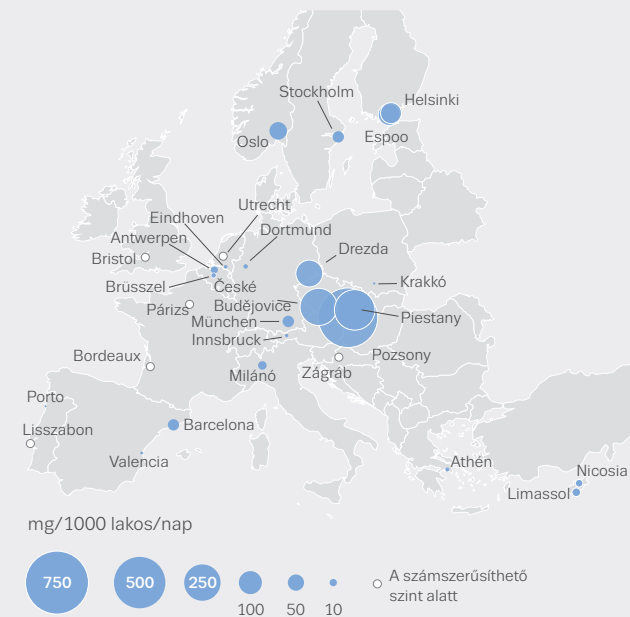 Stockholm
Helsinki
Oslo
Espoo
Utrecht
Eindhoven
Dortmund
Antwerpen
Drezda
Bristol
Brüsszel
České
Budějovice
Krakkó
Párizs
München
Piestany
Innsbruck
Bordeaux
Milánó
Zágráb
Pozsony
Porto
Lisszabon
Barcelona
Valencia
Athén
Nicosia
Limassol
mg/1000 lakos/nap
750
500
250
100
50
10
A számszerűsíthető
szint alatt